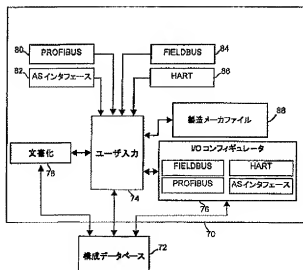 80
PROFIBUS
FIELDBUS
84
82
ASインタフェース
HART
86
製造メーカファイル
88
文書化
78
ユーザ入力
74
I/Oコンフィギュレータ
FIELDBUS
HART
PROFIBUS
ASインタフェース
76
70
構成データベース
72